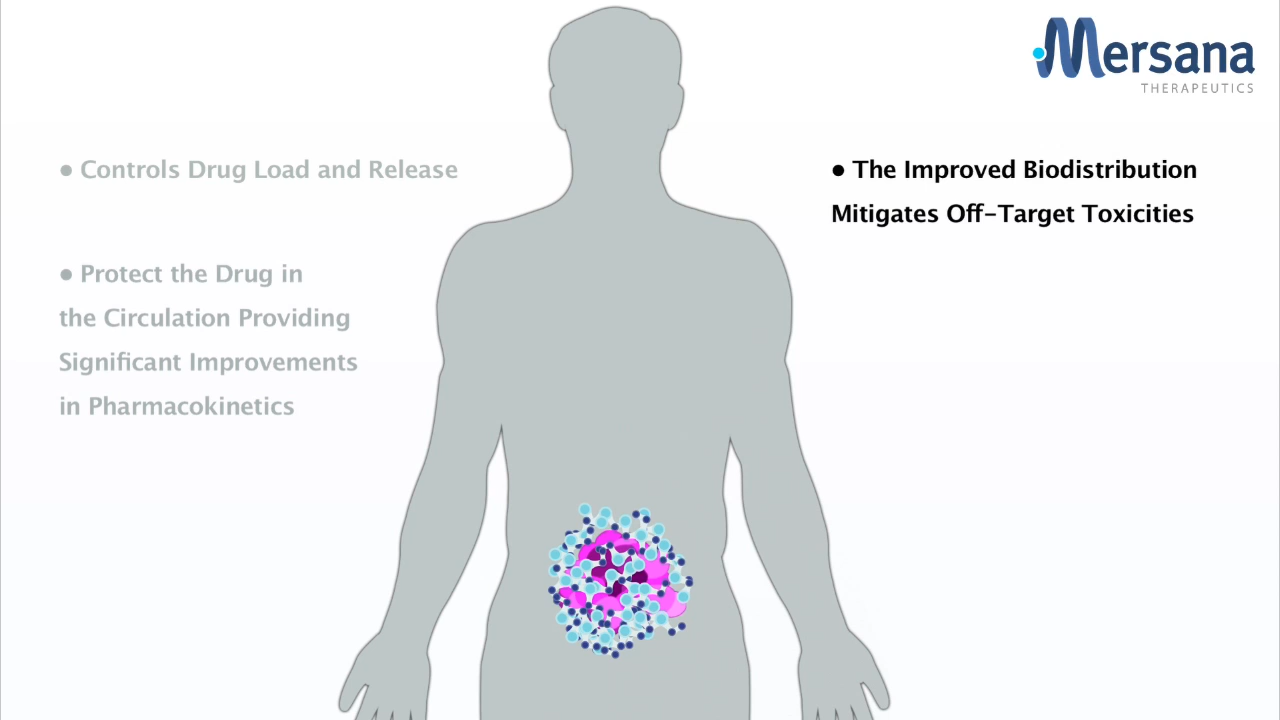 Mersana
THERAPEUTICS
● Controls Drug Load and Release
● Protect the Drug in
the Circulation Providing
Significant Improvements
in Pharmacokinetics
● The Improved Biodistribution
Mitigates Off–Target Toxicities